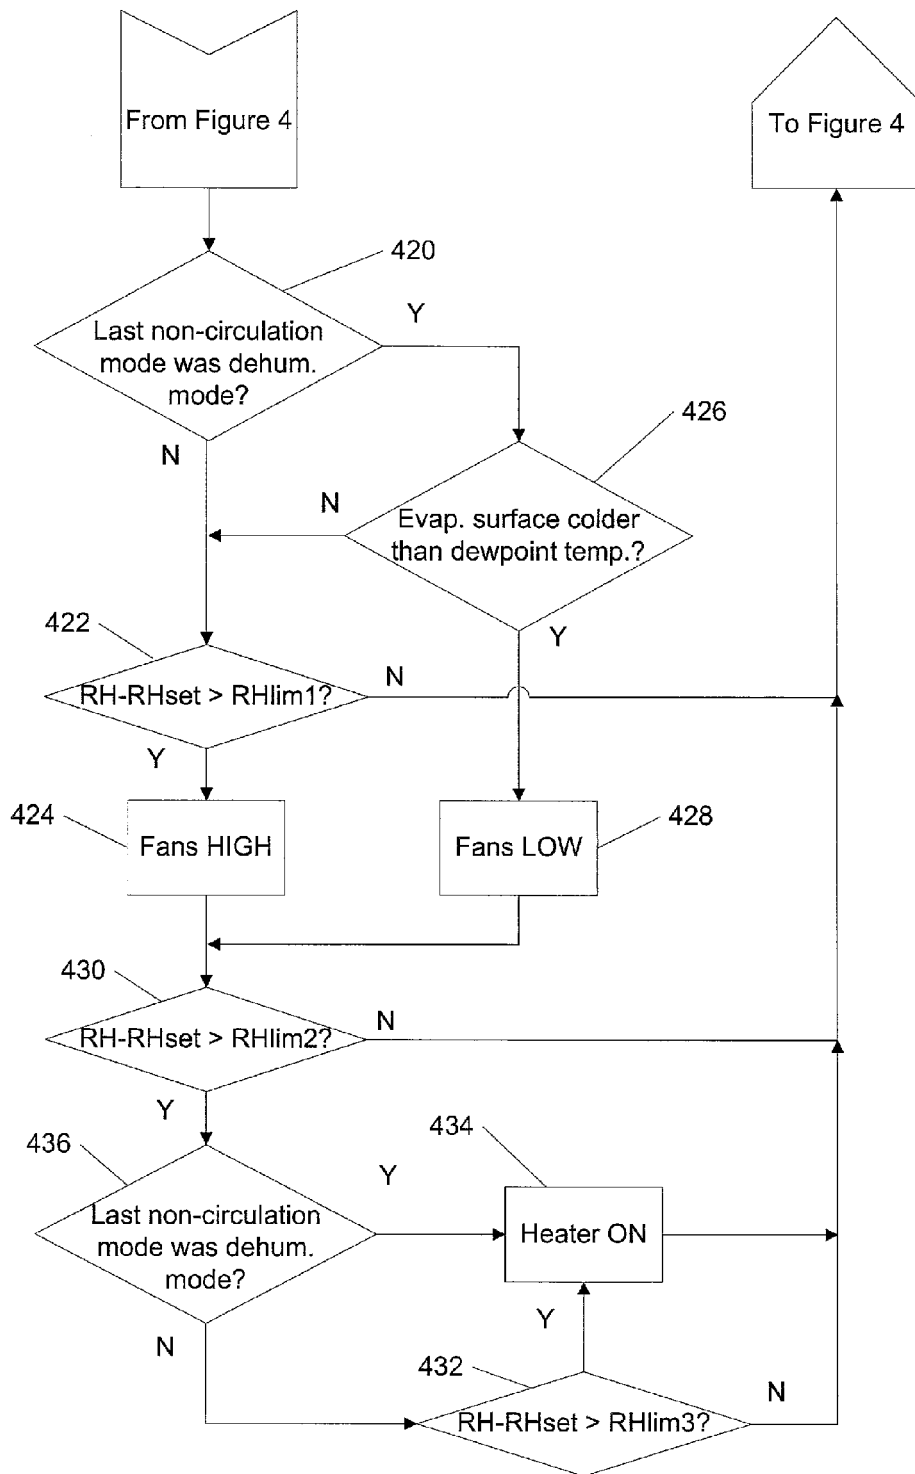 From Figure 4
To Figure 4
420
Last non-circulation
mode was dehum.
mode?
Y
N
426
Evap. surface colder
than dewpoint temp.?
N
Y
422
RH-RHset > RHlim1?
N
Y
424
Fans HIGH
Fans LOW
428
430
RH-RHset > RHlim2?
N
Y
436
Last non-circulation
mode was dehum.
mode?
Y
N
434
Heater ON
Y
432
RH-RHset > RHlim3?
N